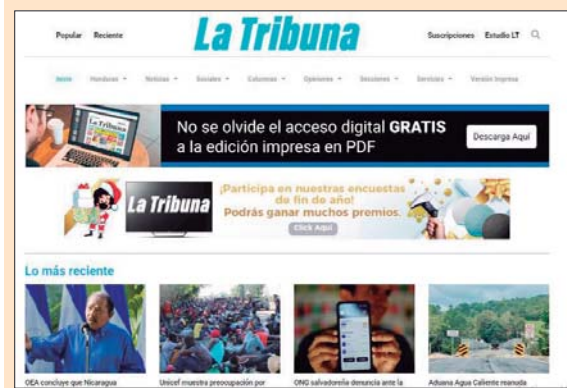 Popular Reciente
La Tribuna
Suscripciones Estudio LT
Inicio Honduras Noticias Sociales Columnas Opiniones Secciones Servicios Versión Impresa
La Tribuna
No se olvide el acceso digital GRATIS
a la edición impresa en PDF
Descarga Aquí
La Tribuna
¡Participa en nuestras encuestas
de fin de año!
Podrás ganar muchos premios.
Click Aquí
Lo más reciente
OEA concluye que Nicaragua
Unicef muestra preocupación por
ONG salvadoreña denuncia ante la
Aduana Agua Caliente reanuda